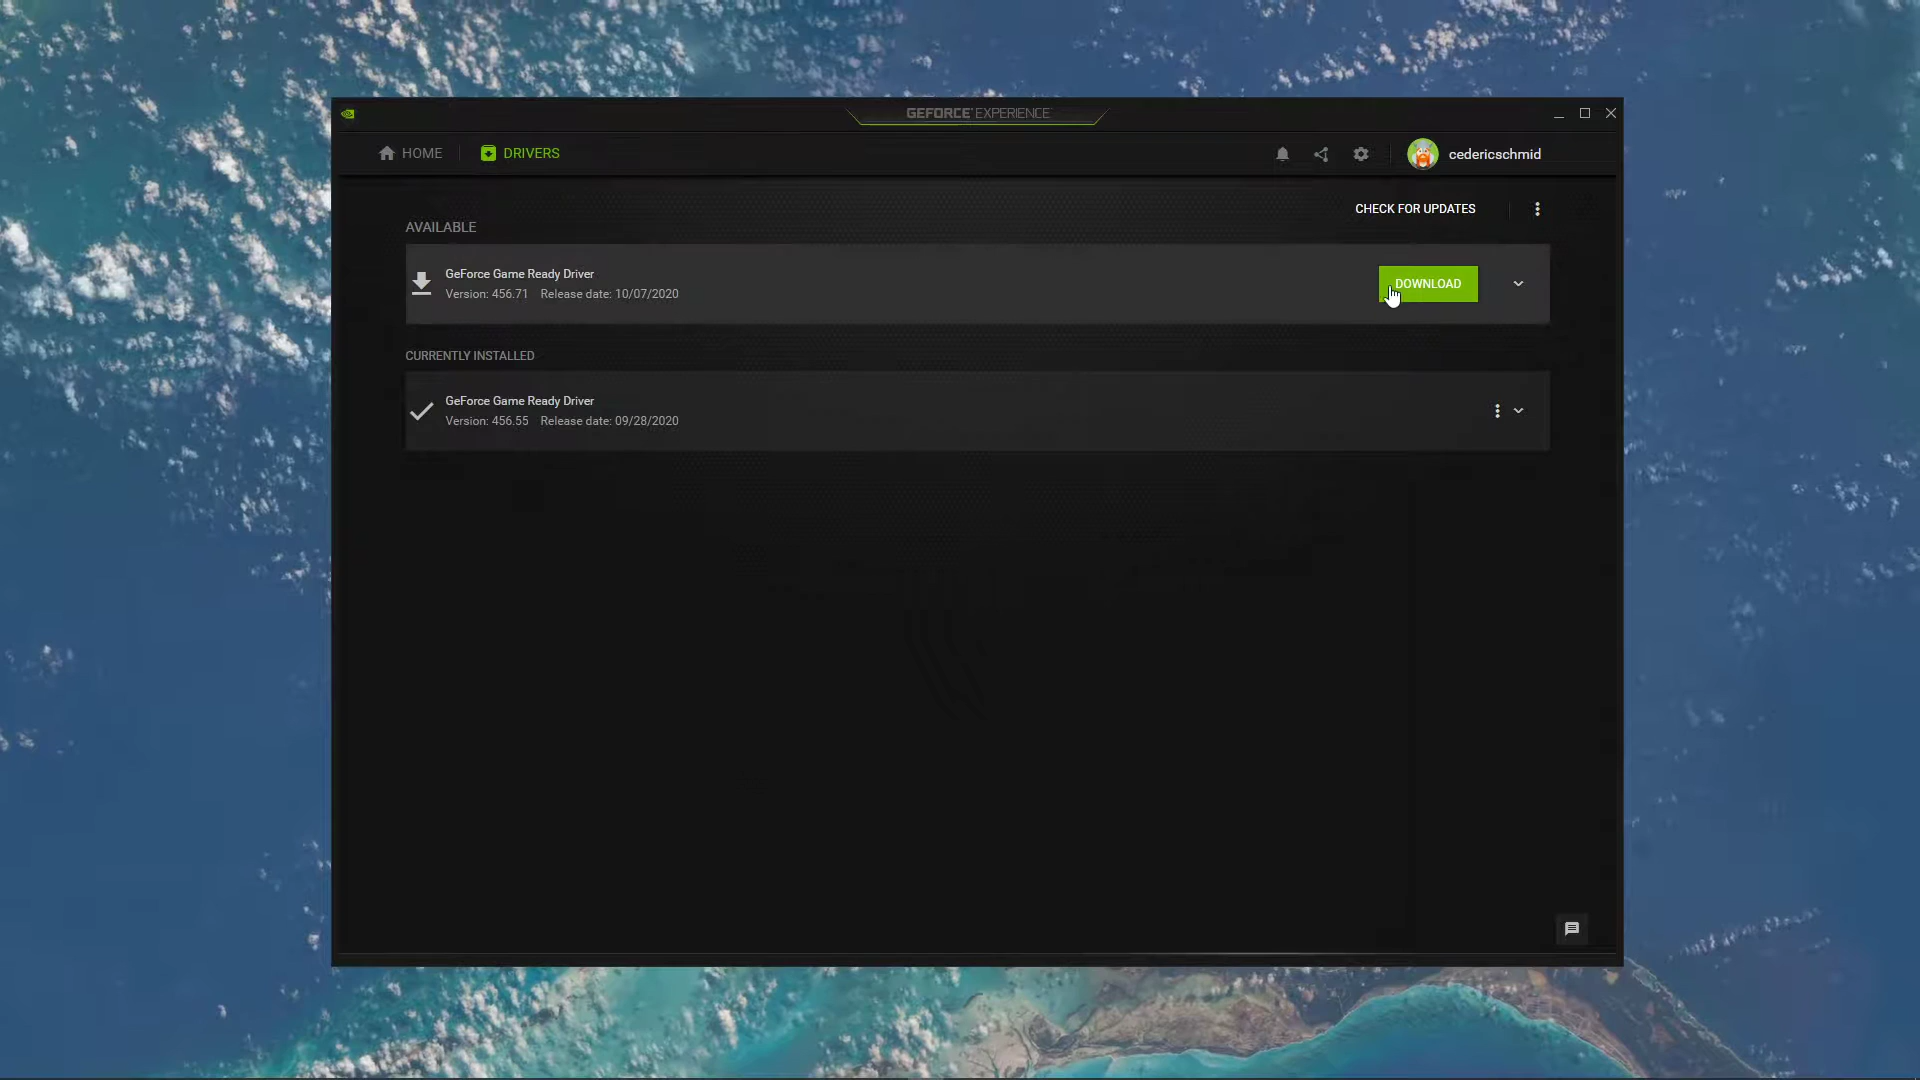 GEFORCE EXPERIENCE
HOME
DRIVERS
cedericschmid
CHECK FOR UPDATES
AVAILABLE
GeForce Game Ready Driver
Version: 456.71 Release date: 10/07/2020
DOWNLOAD
CURRENTLY INSTALLED
GeForce Game Ready Driver
Version: 456.55 Release date: 09/28/2020